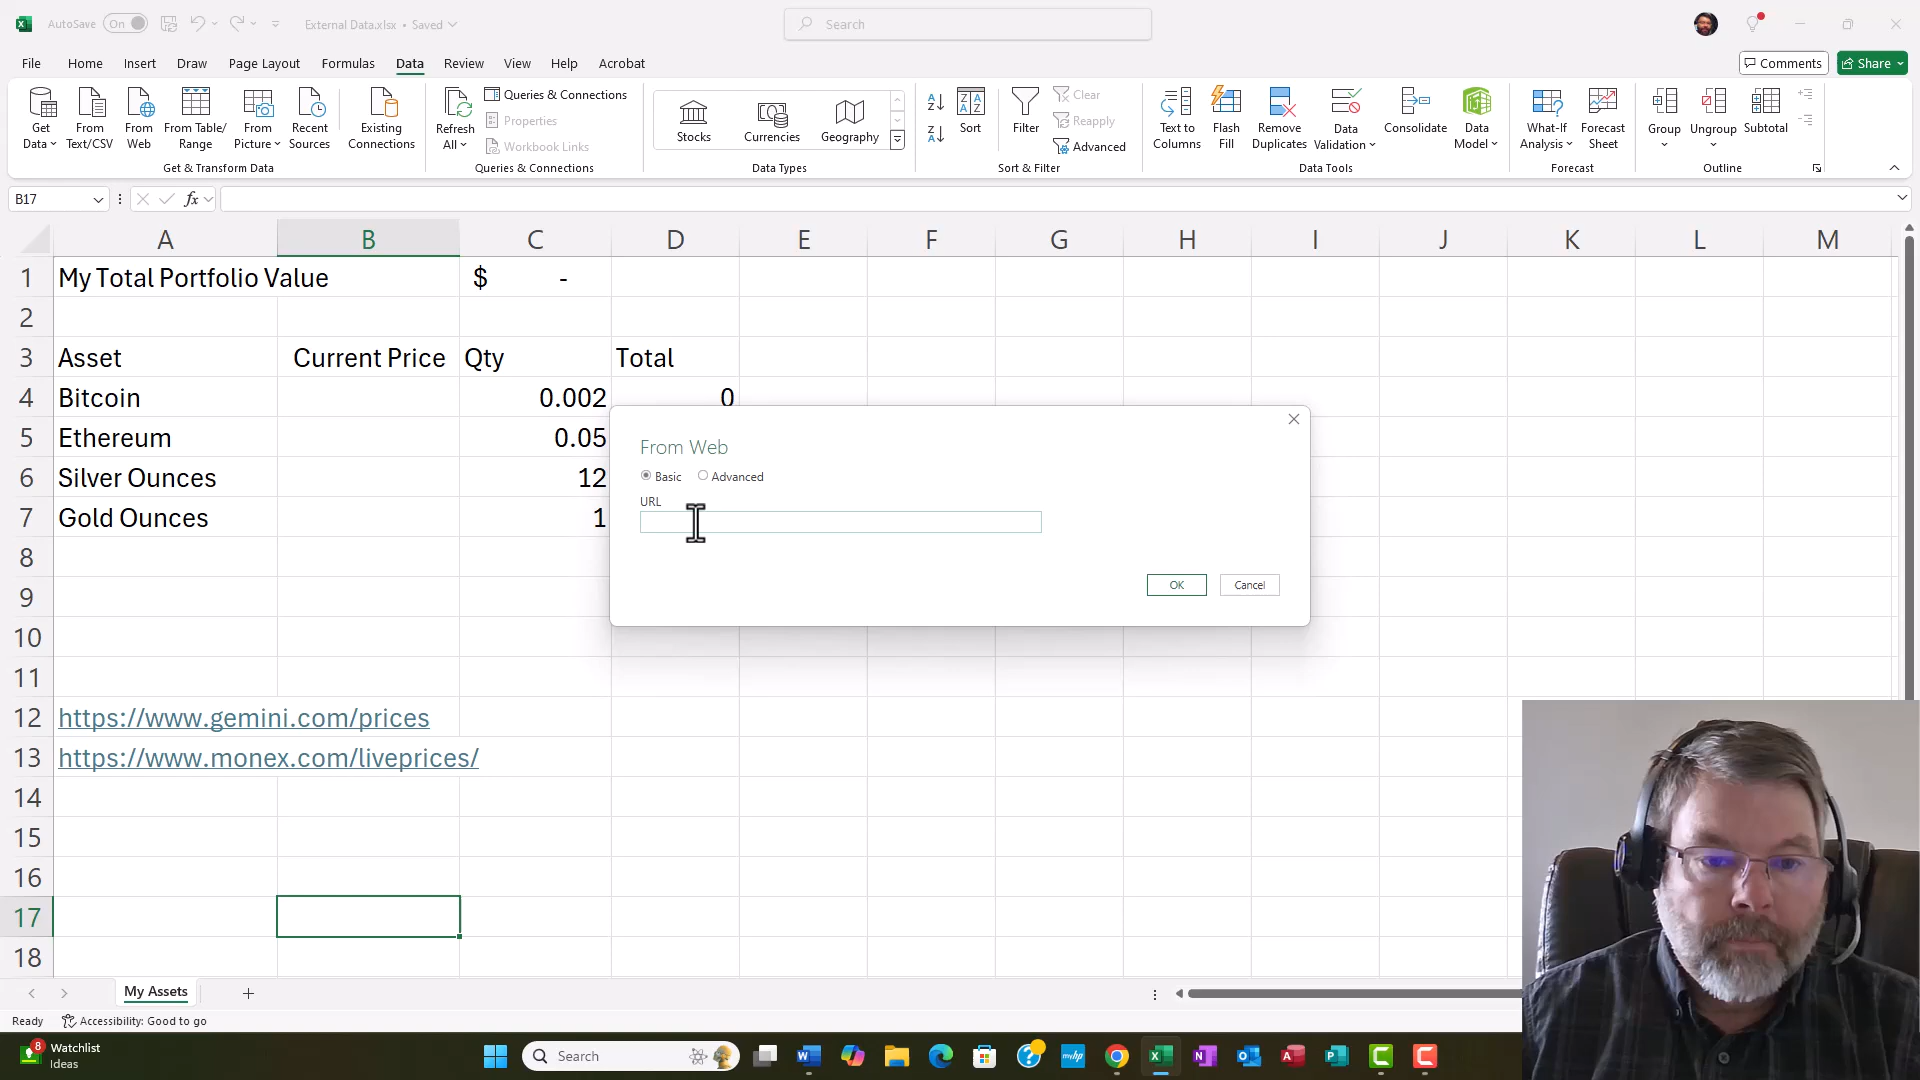 AutoSave On External Data.xlsx • Saved Search
File Home Insert Draw Page Layout Formulas Data Review View Help Acrobat Comments Share
Get Data From Text/CSV From Web From Table/Range From Picture Recent Sources Existing Connections
Get & Transform Data
Refresh All Queries & Connections
Properties
Workbook Links
Queries & Connections
Stocks Currencies Geography
Data Types
Sort Filter Clear
Reapply
Advanced
Sort & Filter
Text to Columns Flash Fill Remove Duplicates Data Validation Consolidate Data Model
Data Tools
What-If Analysis Forecast Sheet
Forecast
Group Ungroup Subtotal
Outline
B17 fx
A B C D E F G H I J K L M
1 My Total Portfolio Value $ -
2
3 Asset Current Price Qty Total
4 Bitcoin 0.002 0
5 Ethereum 0.05
6 Silver Ounces 12
7 Gold Ounces 1
8
9
10
11
12 https://www.gemini.com/prices
13 https://www.monex.com/liveprices/
14
15
16
17
18
From Web
Basic Advanced
URL
OK Cancel
My Assets
Ready Accessibility: Good to go
8 Watchlist
Ideas
Search